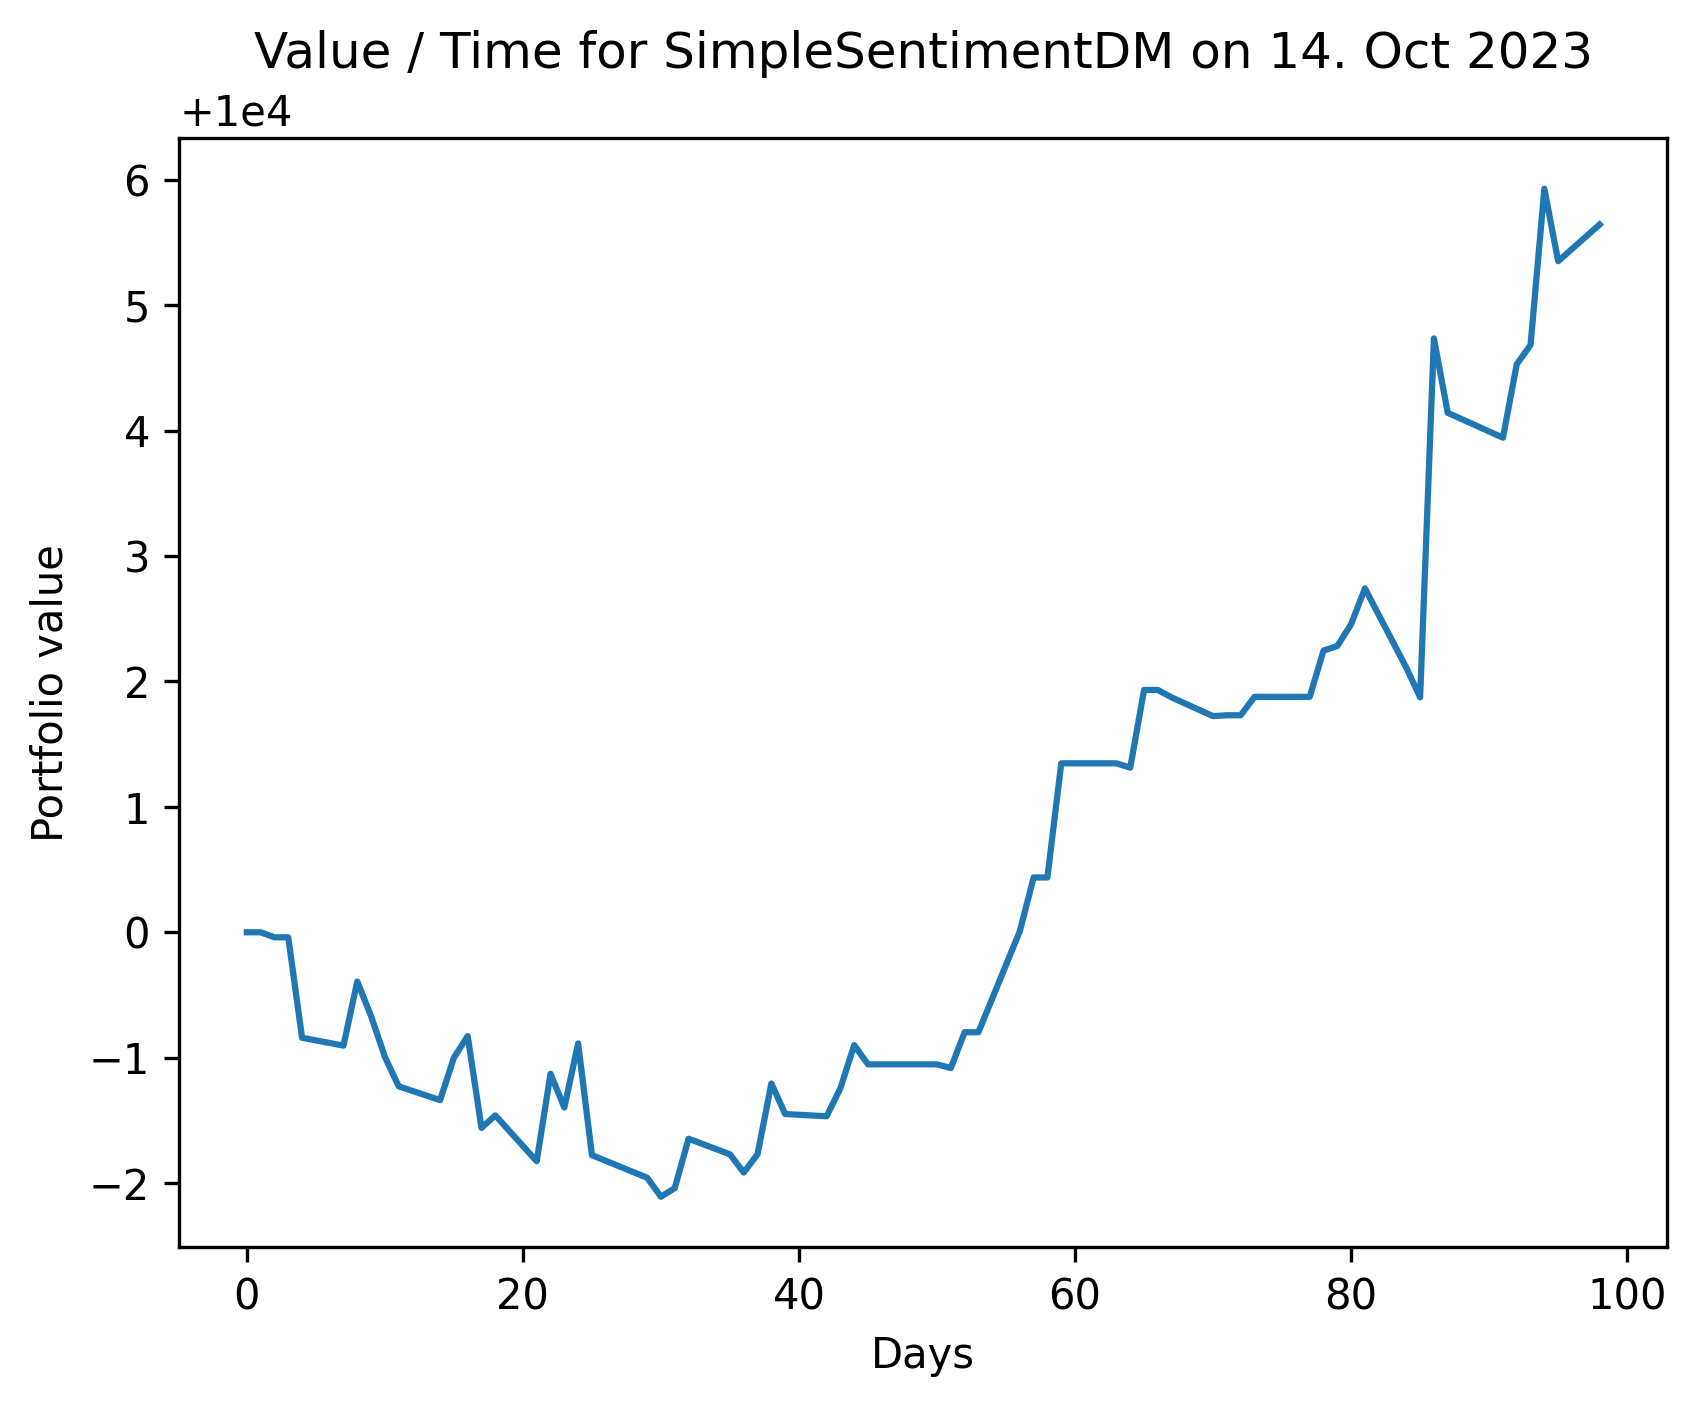 Value / Time for SimpleSentimentDM on 14. Oct 2023
+1e4
6
5
4
3
2
1
0
−1
−2
Portfolio value
0 20 40 60 80 100
Days